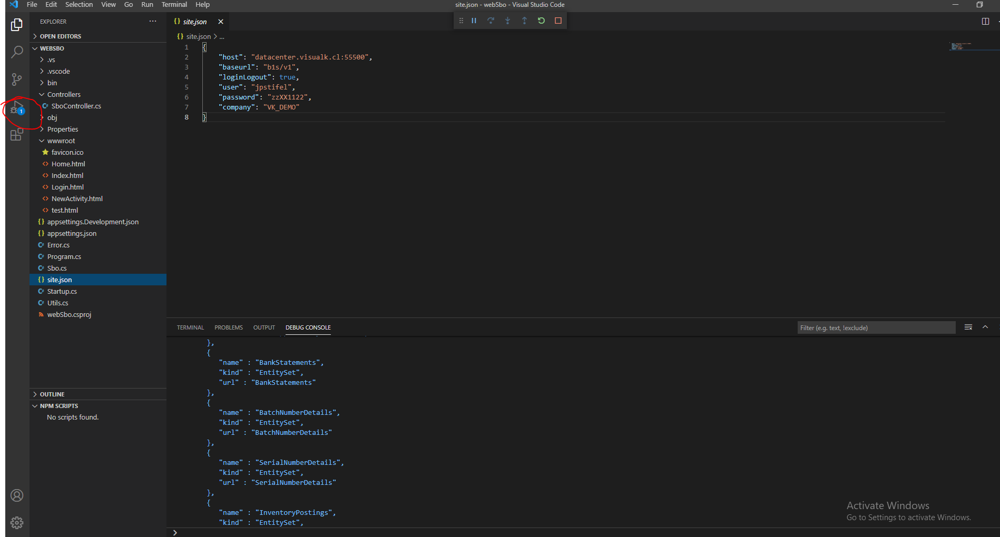 File Edit Selection View Go Run Terminal Help
site.json - webSbo - Visual Studio Code
EXPLORER
OPEN EDITORS
WEBSBO
.vs
.vscode
bin
Controllers
SboController.cs
1
obj
Properties
wwwroot
favicon.ico
Home.html
Index.html
Login.html
NewActivity.html
test.html
appsettings.Development.json
appsettings.json
Error.cs
Program.cs
Sbo.cs
site.json
Startup.cs
Utils.cs
webSbo.csproj
OUTLINE
NPM SCRIPTS
No scripts found.
{} site.json
{} site.json > ...
1 {
2 "host": "datacenter.visualk.cl:55500",
3 "baseurl": "b1s/v1",
4 "loginLogout": true,
5 "user": "jpstifel",
6 "password": "zzXX1122",
7 "company": "VK_DEMO"
8 }
TERMINAL PROBLEMS OUTPUT DEBUG CONSOLE
Filter (e.g. text, !exclude)
},
{
"name" : "BankStatements",
"kind" : "EntitySet",
"url" : "BankStatements"
},
{
"name" : "BatchNumberDetails",
"kind" : "EntitySet",
"url" : "BatchNumberDetails"
},
{
"name" : "SerialNumberDetails",
"kind" : "EntitySet",
"url" : "SerialNumberDetails"
},
{
"name" : "InventoryPostings",
"kind" : "EntitySet",
>
Activate Windows
Go to Settings to activate Windows.